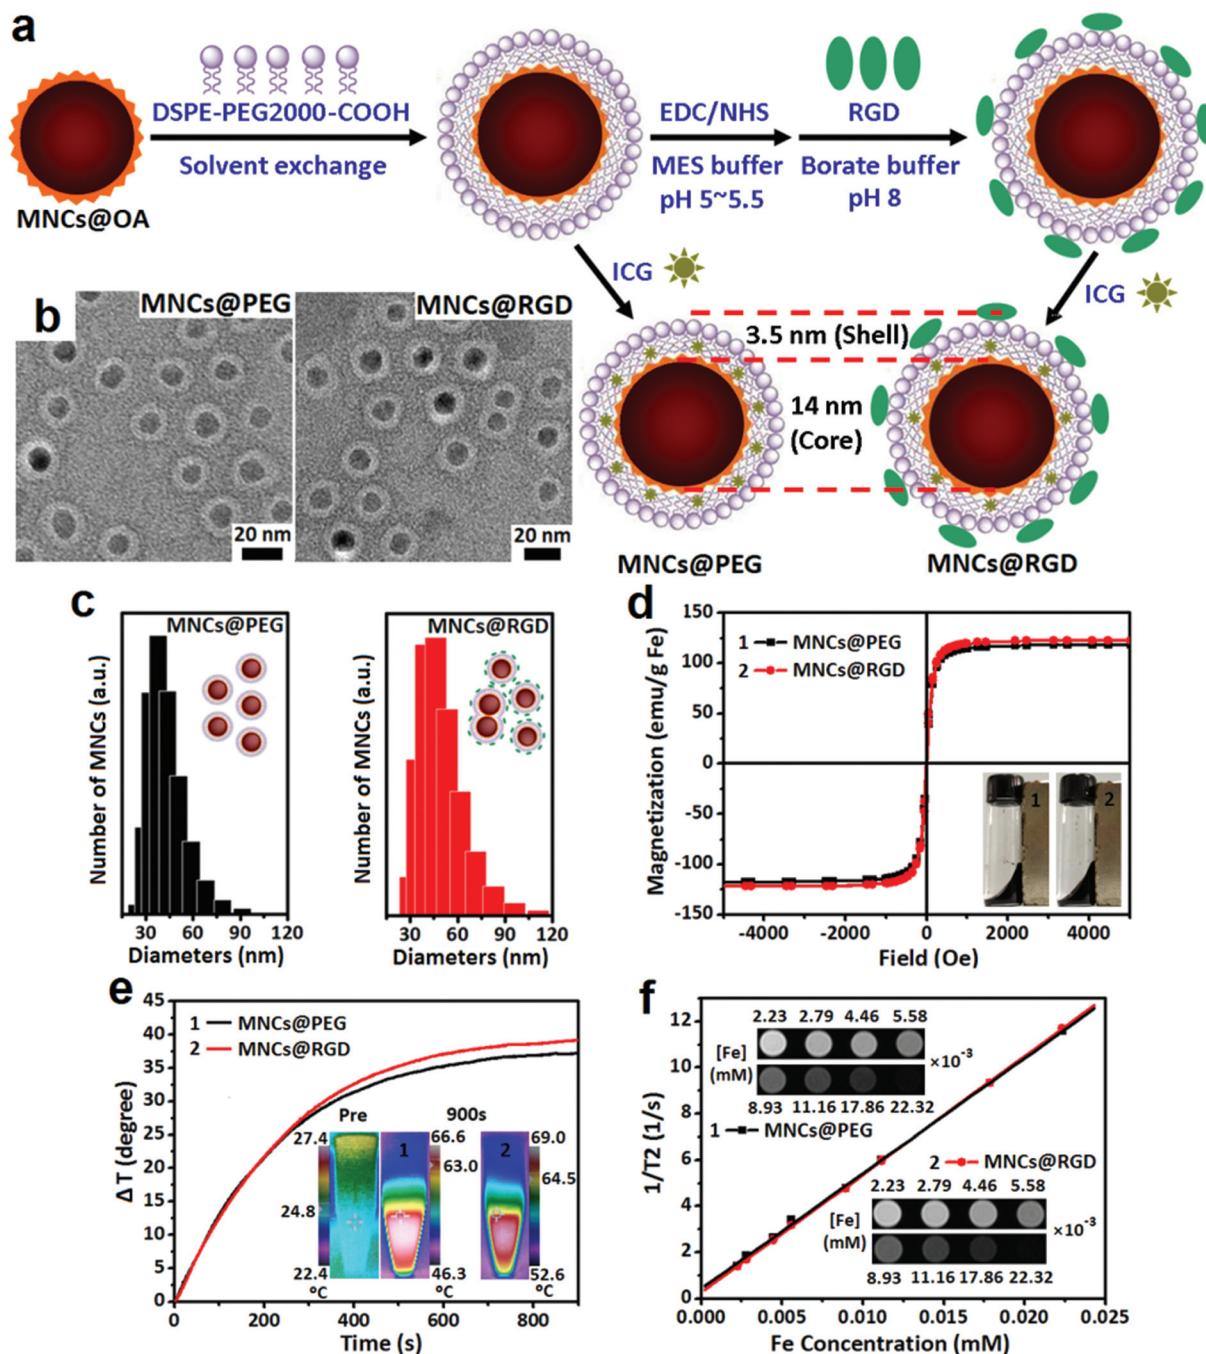 a
DSPE-PEG2000-COOH
Solvent exchange
MNCs@OA
EDC/NHS
MES buffer
pH 5~5.5
RGD
Borate buffer
pH 8
ICG
ICG
3.5 nm (Shell)
14 nm
(Core)
MNCs@PEG
MNCs@RGD
b
MNCs@PEG
20 nm
MNCs@RGD
20 nm
c
MNCs@PEG
Number of MNCs (a.u.)
30 60 90 120
Diameters (nm)
MNCs@RGD
Number of MNCs (a.u.)
30 60 90 120
Diameters (nm)
d
1 MNCs@PEG
2 MNCs@RGD
Magnetization (emu/g Fe)
150
100
50
0
-50
-100
-150
1 2
-4000 -2000 0 2000 4000
Field (Oe)
e
1 MNCs@PEG
2 MNCs@RGD
ΔT (degree)
45
40
35
30
25
20
15
10
5
0
Pre 900s
27.4 1 66.6 2 69.0
63.0 64.5
24.8
22.4 46.3 52.6
ºC ºC ºC
0 200 400 600 800
Time (s)
f
1/T2 (1/s)
12
10
8
6
4
2
0
2.23 2.79 4.46 5.58
[Fe]
(mM)
×10⁻³
8.93 11.16 17.86 22.32
1 MNCs@PEG
2 MNCs@RGD
2.23 2.79 4.46 5.58
[Fe]
(mM)
×10⁻³
8.93 11.16 17.86 22.32
0.000 0.005 0.010 0.015 0.020 0.025
Fe Concentration (mM)